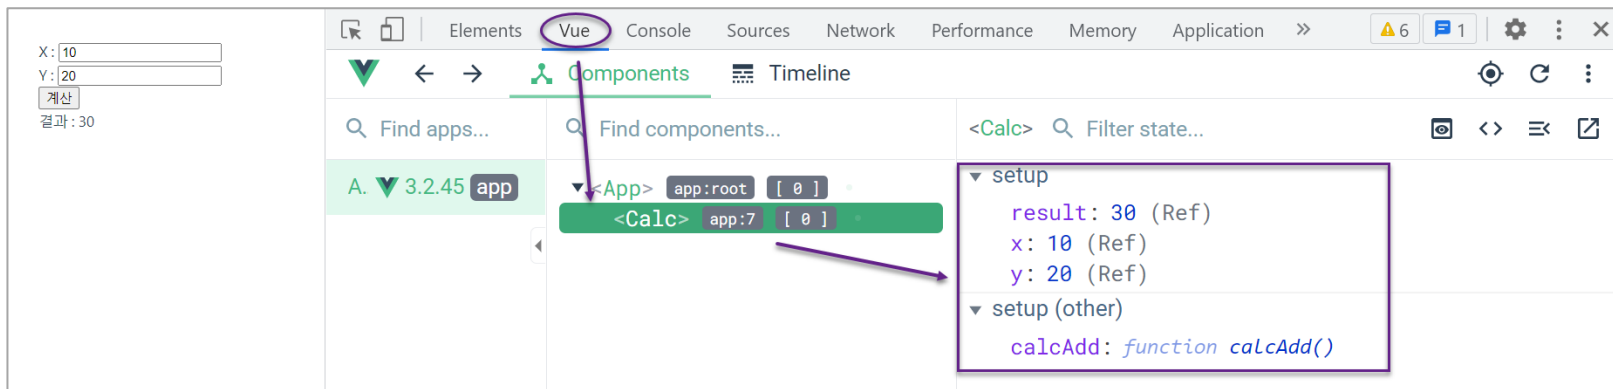 X : 10
Y : 20
계산
결과 : 30
Elements Vue Console Sources Network Performance Memory Application » 6 1
Components Timeline
Find apps...
Find components...
<Calc> Filter state...
A. 3.2.45 app
<App> app:root [ 0 ]
<Calc> app:7 [ 0 ]
setup
result: 30 (Ref)
x: 10 (Ref)
y: 20 (Ref)
setup (other)
calcAdd: function calcAdd()